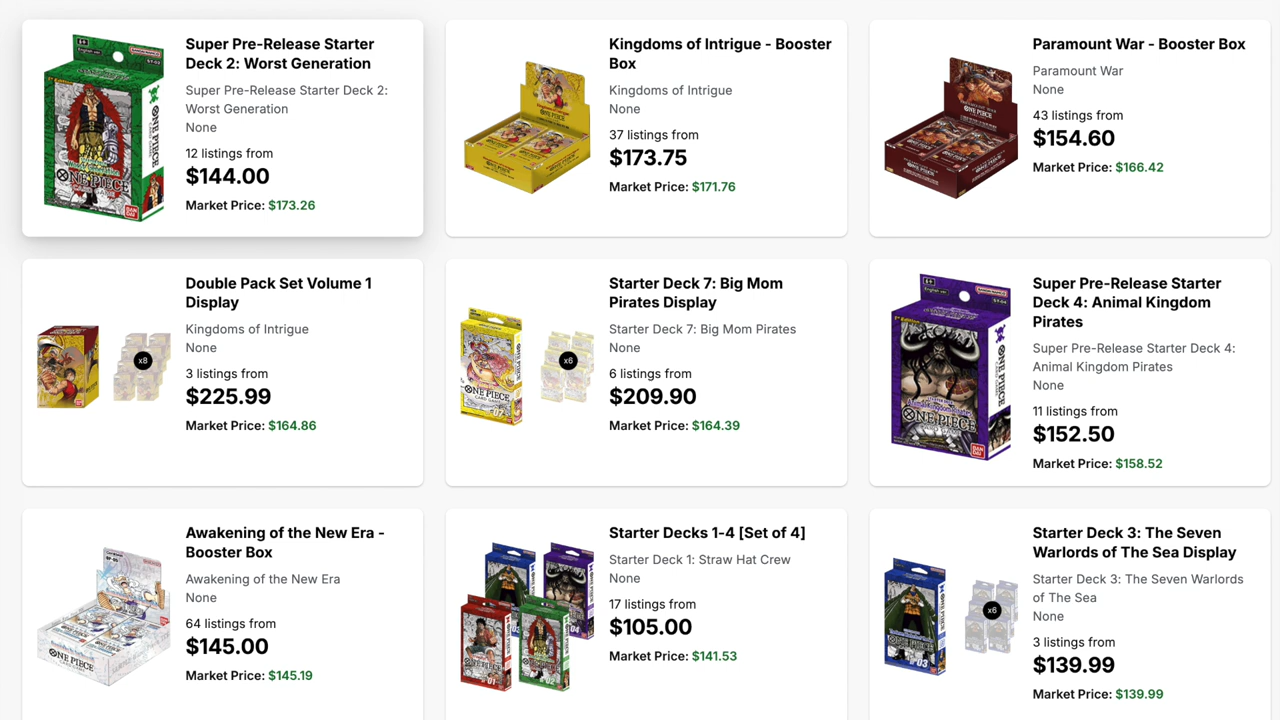 Super Pre-Release Starter
Deck 2: Worst Generation
Super Pre-Release Starter Deck 2:
Worst Generation
None
12 listings from
$144.00
Market Price: $173.26
Kingdoms of Intrigue - Booster
Box
Kingdoms of Intrigue
None
37 listings from
$173.75
Market Price: $171.76
Paramount War - Booster Box
Paramount War
None
43 listings from
$154.60
Market Price: $166.42
Double Pack Set Volume 1
Display
Kingdoms of Intrigue
None
3 listings from
$225.99
Market Price: $164.86
x8
Starter Deck 7: Big Mom
Pirates Display
Starter Deck 7: Big Mom Pirates
None
6 listings from
$209.90
Market Price: $164.39
x6
Super Pre-Release Starter
Deck 4: Animal Kingdom
Pirates
Super Pre-Release Starter Deck 4:
Animal Kingdom Pirates
None
11 listings from
$152.50
Market Price: $158.52
ONE PIECE
Awakening of the New Era -
Booster Box
Awakening of the New Era
None
64 listings from
$145.00
Market Price: $145.19
ONE PIECE
Starter Decks 1-4 [Set of 4]
Starter Deck 1: Straw Hat Crew
None
17 listings from
$105.00
Market Price: $141.53
Starter Deck 3: The Seven
Warlords of The Sea Display
Starter Deck 3: The Seven Warlords
of The Sea
None
3 listings from
$139.99
Market Price: $139.99
x6